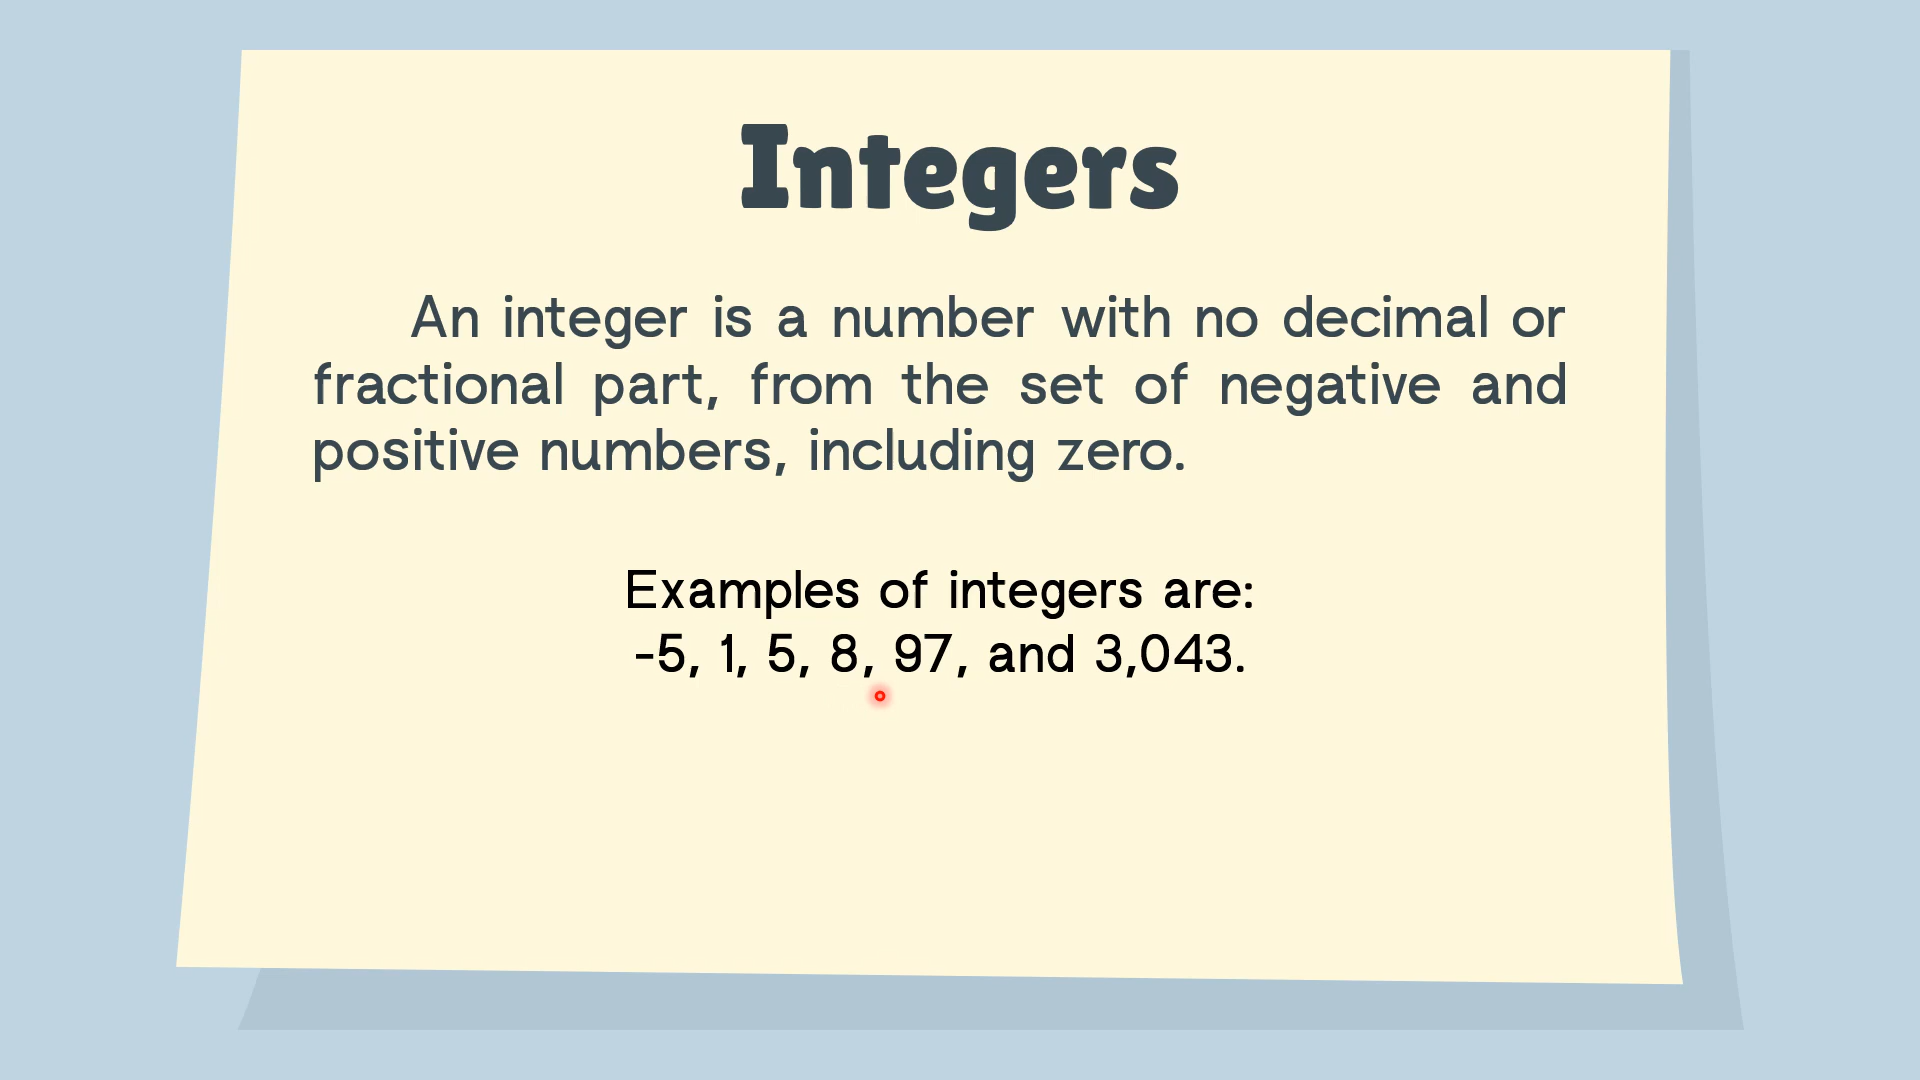 Integers
An integer is a number with no decimal or
fractional part, from the set of negative and
positive numbers, including zero.
Examples of integers are:
-5, 1, 5, 8, 97, and 3,043.